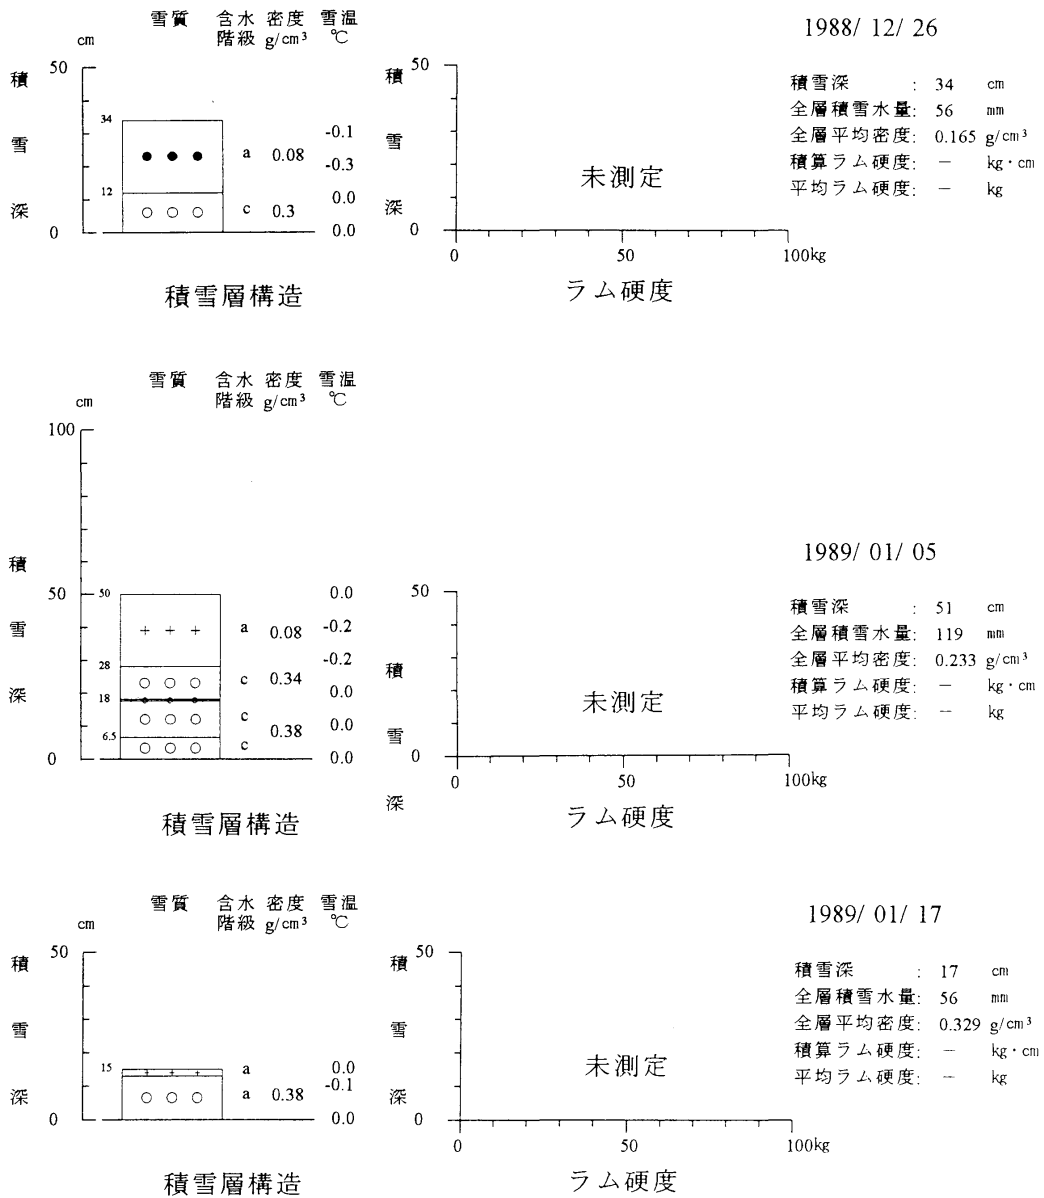 雪質 含水 密度 雪温
cm 階級 g/cm³ ℃
積雪深
50
34
12
0
a 0.08
c 0.3
-0.1
-0.3
0.0
0.0
積雪層構造
積雪深
50
0
未測定
0 50 100kg
ラム硬度
1988/ 12/ 26
積雪深 : 34 cm
全層積雪水量: 56 mm
全層平均密度: 0.165 g/cm³
積算ラム硬度: － kg・cm
平均ラム硬度: － kg
雪質 含水 密度 雪温
cm 階級 g/cm³ ℃
積雪深
100
50
0
50
28
18
6.5
a 0.08
c 0.34
c
0.38
c
0.0
-0.2
-0.2
0.0
0.0
0.0
積雪層構造
積雪深
50
0
未測定
0 50 100kg
ラム硬度
1989/ 01/ 05
積雪深 : 51 cm
全層積雪水量: 119 mm
全層平均密度: 0.233 g/cm³
積算ラム硬度: － kg・cm
平均ラム硬度: － kg
雪質 含水 密度 雪温
cm 階級 g/cm³ ℃
積雪深
50
15
0
a
a 0.38
0.0
-0.1
0.0
積雪層構造
積雪深
50
0
未測定
0 50 100kg
ラム硬度
1989/ 01/ 17
積雪深 : 17 cm
全層積雪水量: 56 mm
全層平均密度: 0.329 g/cm³
積算ラム硬度: － kg・cm
平均ラム硬度: － kg